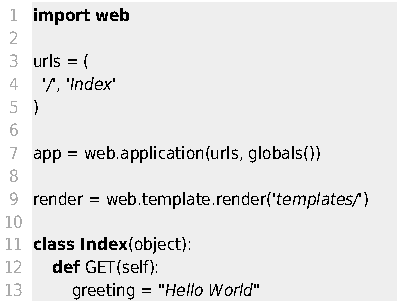 1 import web
2
3 urls = (
4 '/', 'Index'
5 )
6
7 app = web.application(urls, globals())
8
9 render = web.template.render('templates/')
10
11 class Index(object):
12 def GET(self):
13 greeting = "Hello World"